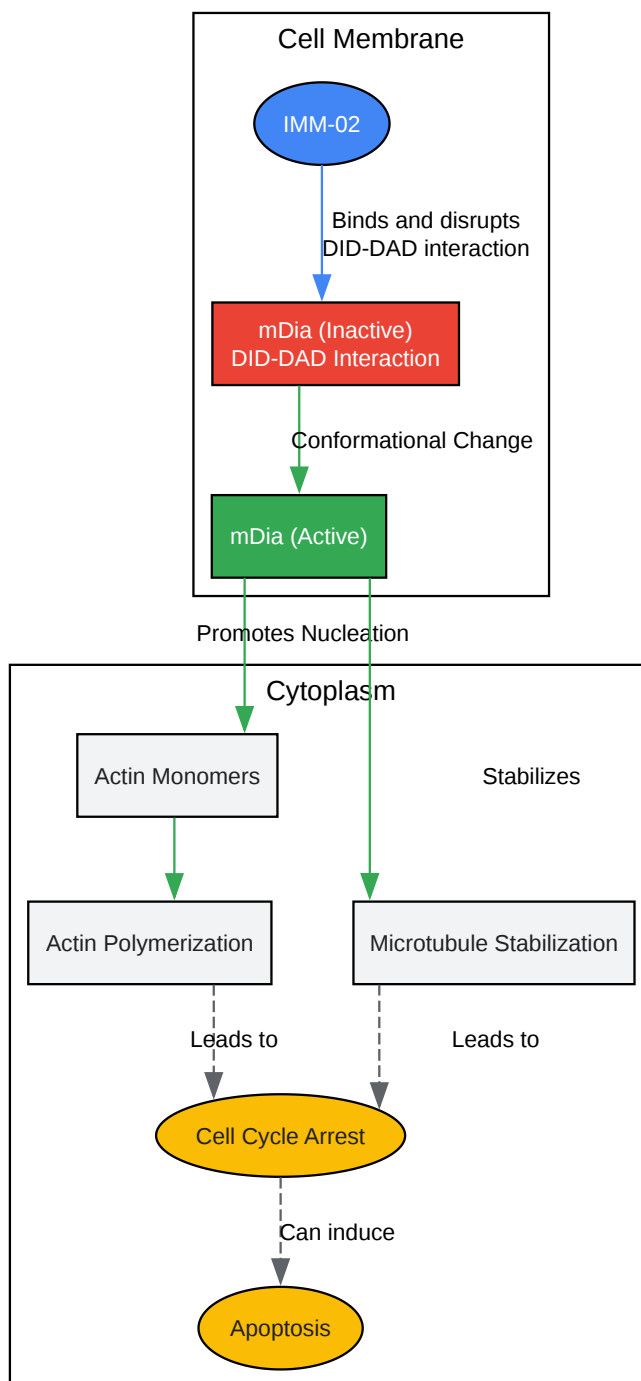 Cell Membrane
IMM-02
Binds and disrupts
DID-DAD interaction
mDia (Inactive)
DID-DAD Interaction
Conformational Change
mDia (Active)
Promotes Nucleation
Cytoplasm
Actin Monomers
Stabilizes
Actin Polymerization
Microtubule Stabilization
Leads to
Leads to
Cell Cycle Arrest
Can induce
Apoptosis